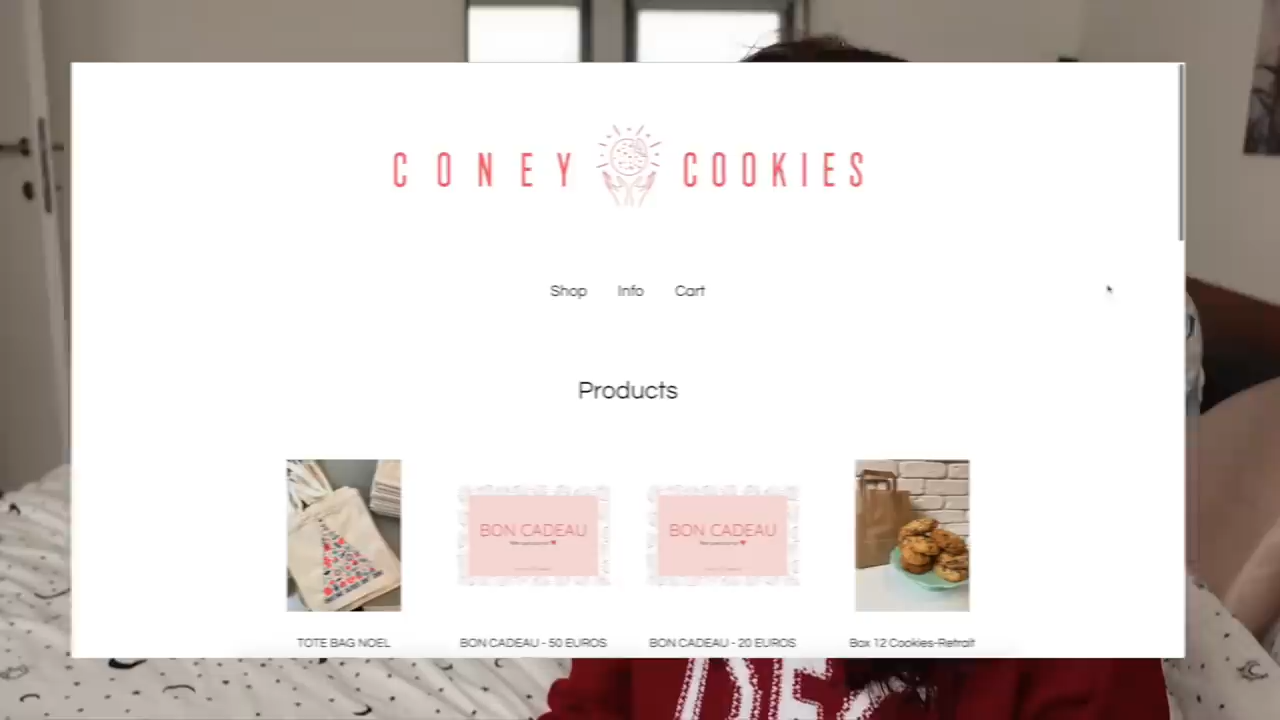 CONEY COOKIES
Shop Info Cart
Products
BON CADEAU
BON CADEAU
TOTE BAG NOEL
BON CADEAU - 50 EUROS
BON CADEAU - 20 EUROS
Box 12 Cookies-Retrait